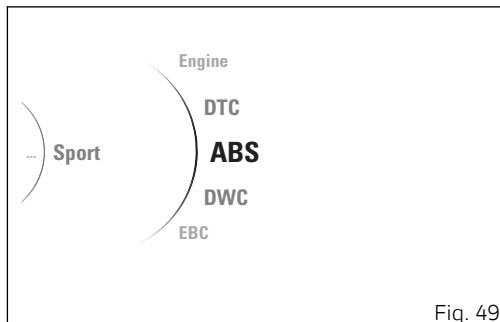 Engine
DTC
... Sport ABS
DWC
EBC
Fig. 49